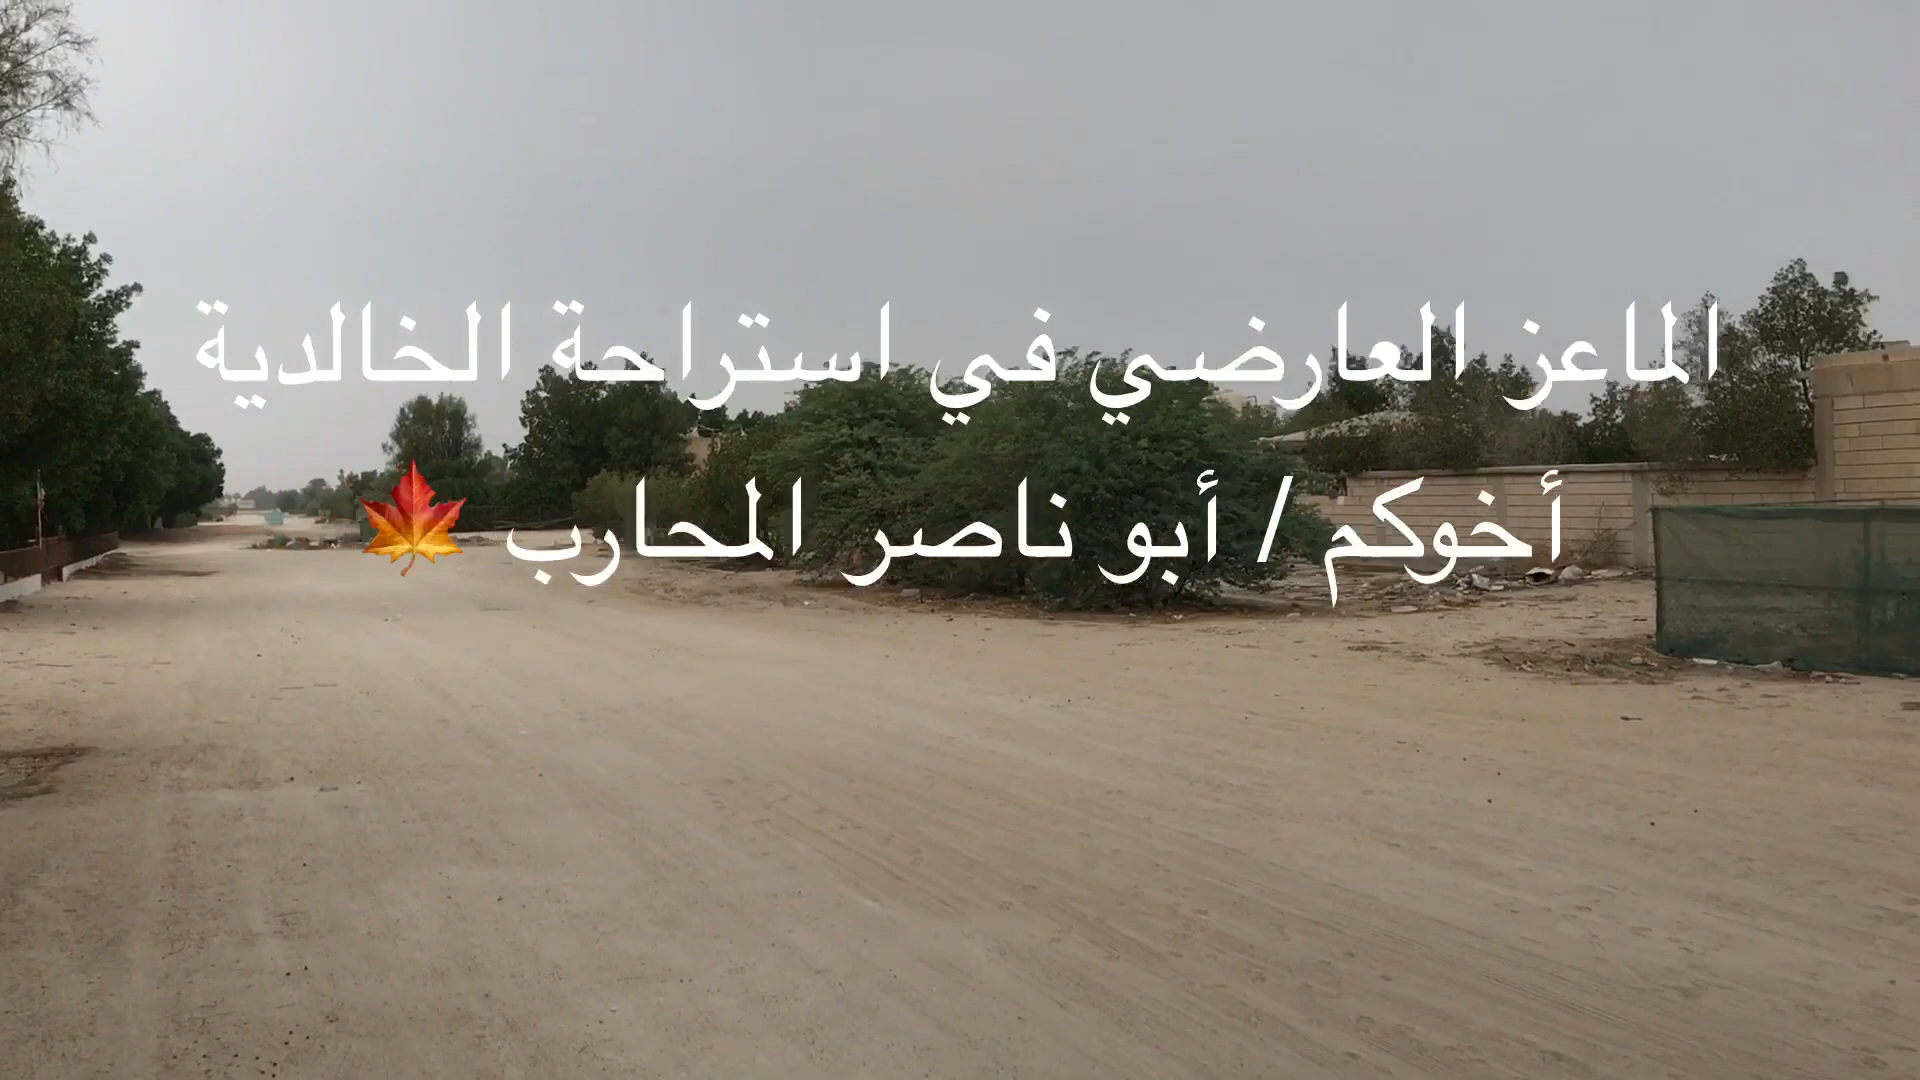 الماعز العارضي في استراحة الخالدية
أخوكم / أبو ناصر المحارب 🍁